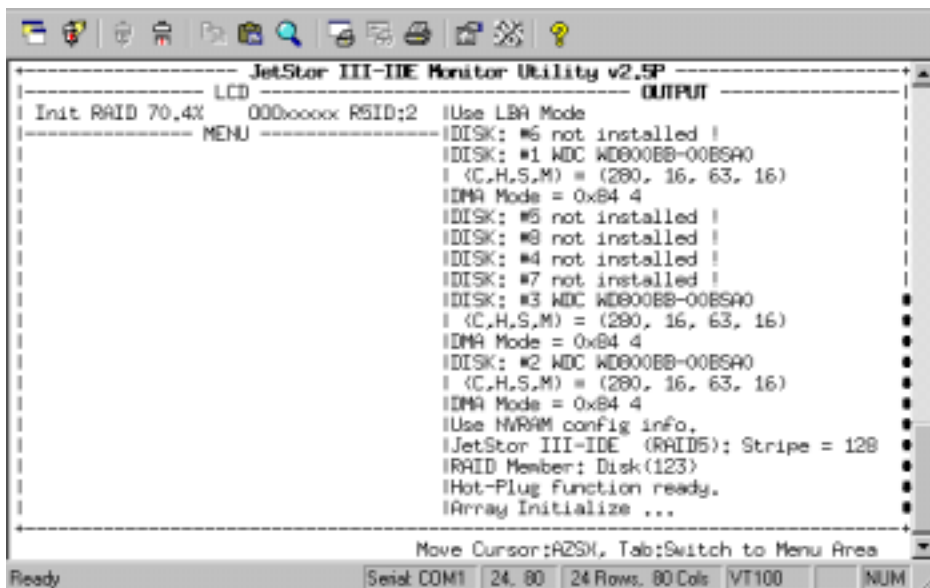 JetStor III-IDE Monitor Utility v2.5P
LCD
OUTPUT
Init RAID 70.4% 000xxxxx R5ID:2
Use LBA Mode
MENU
DISK: #6 not installed !
DISK: #1 WDC WD800BB-00BSA0
(C,H,S,M) = (280, 16, 63, 16)
DMA Mode = 0x84 4
DISK: #5 not installed !
DISK: #8 not installed !
DISK: #4 not installed !
DISK: #7 not installed !
DISK: #3 WDC WD800BB-00BSA0
(C,H,S,M) = (280, 16, 63, 16)
DMA Mode = 0x84 4
DISK: #2 WDC WD800BB-00BSA0
(C,H,S,M) = (280, 16, 63, 16)
DMA Mode = 0x84 4
Use NVRAM config info.
JetStor III-IDE (RAID5): Stripe = 128
RAID Member: Disk(123)
Hot-Plug function ready.
Array Initialize ...
Move Cursor:AZSX, Tab:Switch to Menu Area
Ready
Serial: COM1
24, 80
24 Rows, 80 Cols
VT100
NUM